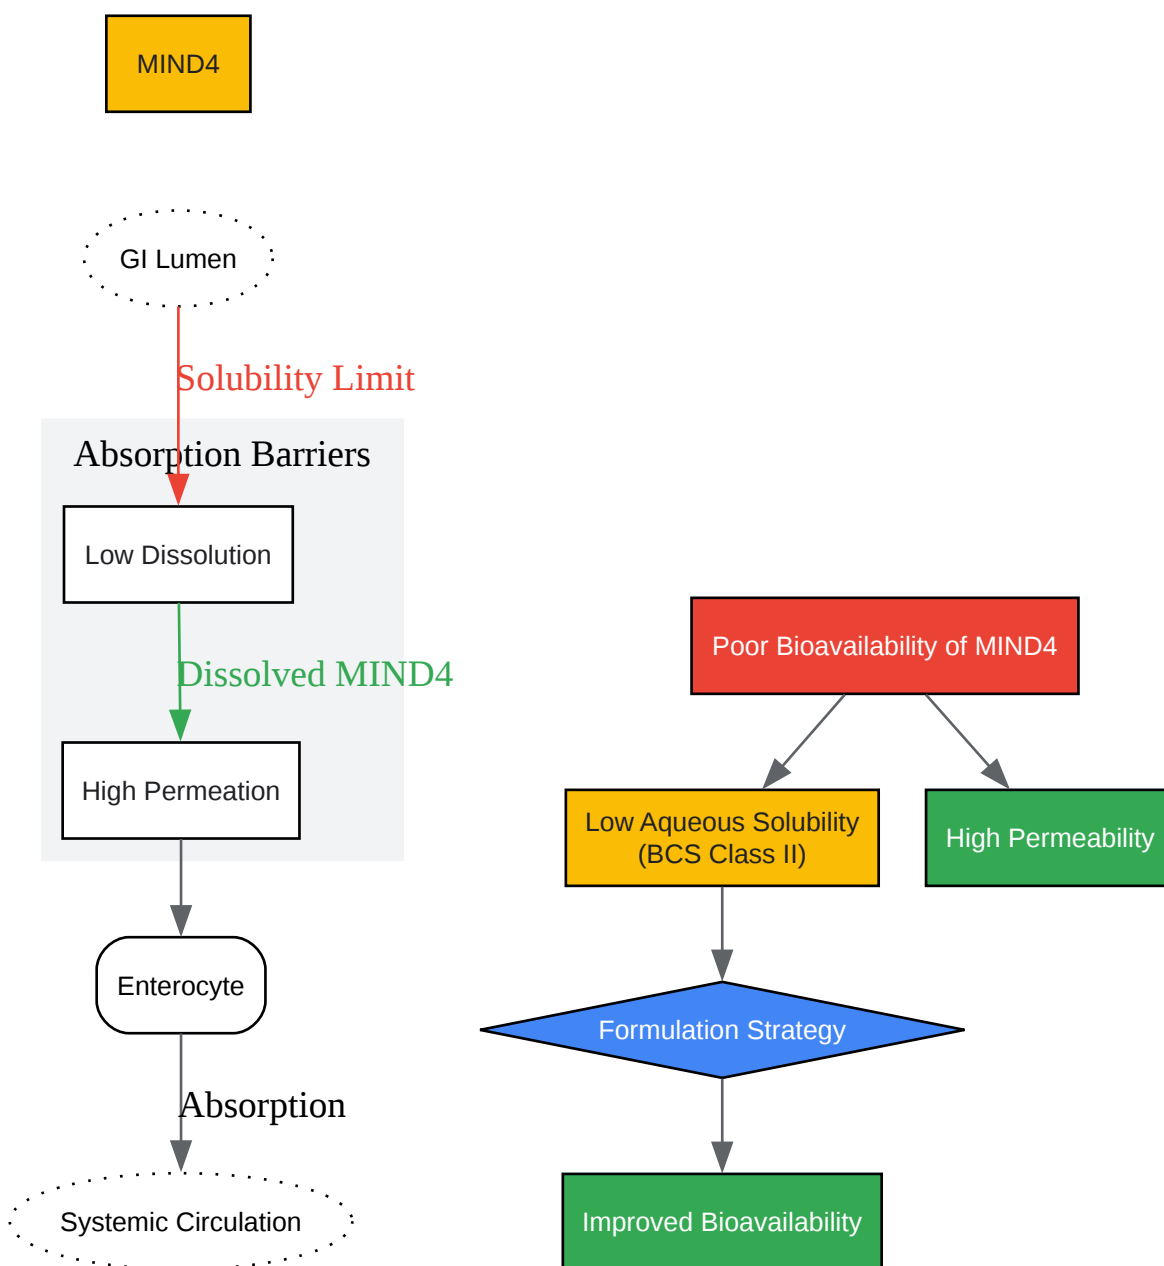 MIND4
GI Lumen
Solubility Limit
Absorption Barriers
Low Dissolution
Dissolved MIND4
High Permeation
Enterocyte
Absorption
Systemic Circulation
Poor Bioavailability of MIND4
Low Aqueous Solubility
(BCS Class II)
High Permeability
Formulation Strategy
Improved Bioavailability